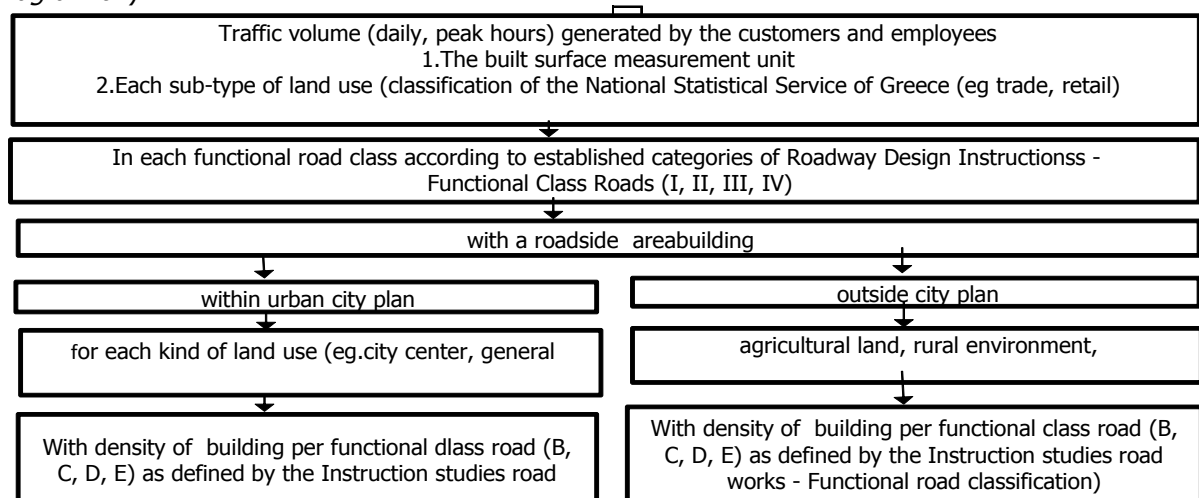 Traffic volume (daily, peak hours) generated by the customers and employees
1.The built surface measurement unit
2.Each sub-type of land use (classification of the National Statistical Service of Greece (eg trade, retail)
In each functional road class according to established categories of Roadway Design Instructionss -
Functional Class Roads (I, II, III, IV)
with a roadside areabuilding
within urban city plan
outside city plan
for each kind of land use (eg.city center, general
agricultural land, rural environment,
With density of building per functional dlass road (B,
C, D, E) as defined by the Instruction studies road
With density of building per functional class road (B,
C, D, E) as defined by the Instruction studies road
works - Functional road classification)